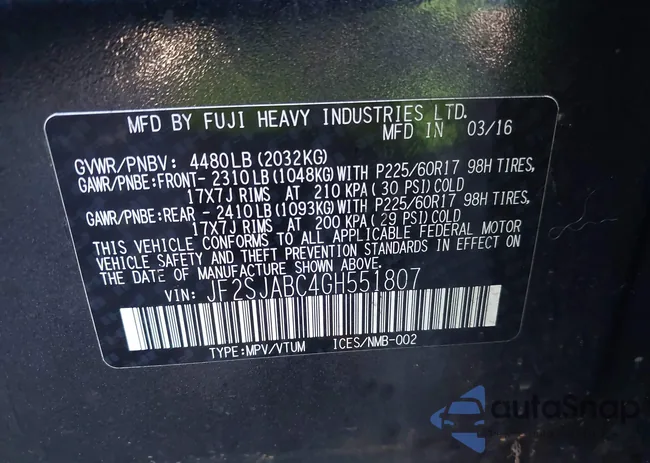 MFD BY FUJI HEAVY INDUSTRIES LTD.
MFD IN 03/16
GVWR/PNBV: 4480LB(2032KG)
GAWR/PNBE:FRONT- 2310LB(1048KG)WITH P225/60R17 98H TIRES,
17X7J RIMS AT 210 KPA(30 PSI)COLD
GAWR/PNBE:REAR - 2410LB(1093KG)WITH P225/60R17 98H TIRES,
17X7J RIMS AT 200 KPA(29 PSI)COLD
THIS VEHICLE CONFORMS TO ALL APPLICABLE FEDERAL MOTOR
VEHICLE SAFETY AND THEFT PREVENTION STANDARDS IN EFFECT ON
THE DATE OF MANUFACTURE SHOWN ABOVE.
VIN: JF2SJABC4GH551807
TYPE:MPV/VTUM ICES/NMB-002
autoSnap